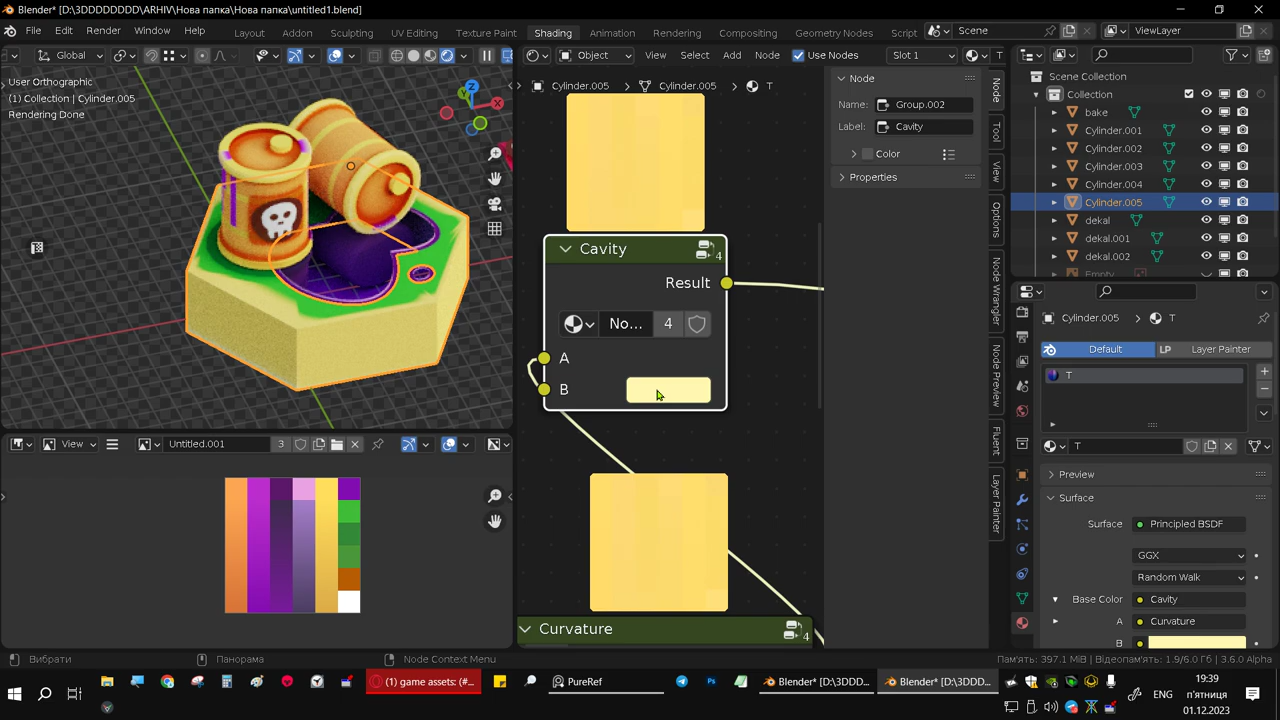 Blender* [D:\3DDDDDDDD\ARHIV\Нова папка\Нова папка\untitled1.blend]
File Edit Render Window Help Layout Modeling Animation
Layout Addon Sculpting UV Editing Texture Paint Shading Animation Rendering Compositing Geometry Nodes Scene ViewLayer
Global
Object View Select Add Node Use Nodes Slot 1 T
User Orthographic
(1) Collection | Cylinder.005
Rendering Done
Z X Y
Cylinder.005 > Cylinder.005 > T
Cavity
4
Result
No... 4
A
B
Curvature
4
Node
Name: Group.002
Label: Cavity
Color
Properties
Node
Tool
View
Options
Node Wrangler
Node Preview
Fluent
Layer Painter
Scene Collection
Collection
bake
Cylinder.001
Cylinder.002
Cylinder.003
Cylinder.004
Cylinder.005
dekal
dekal.001
dekal.002
Empty
Cylinder.005 > T
Default LP Layer Painter
T
T
Preview
Surface
Surface Principled BSDF
GGX
Random Walk
Base Color Cavity
A Curvature
B
View Untitled.001 3
Вибрати Панорама Node Context Menu Пам'ять: 397.1 MiB | Відеопам'ять: 1.9/6.0 Гб | 3.6.0 Alpha
(1) game assets: (#... PureRef Blender* [D:\3DDD... Blender* [D:\3DDD...
ENG
19:39
п'ятниця
01.12.2023